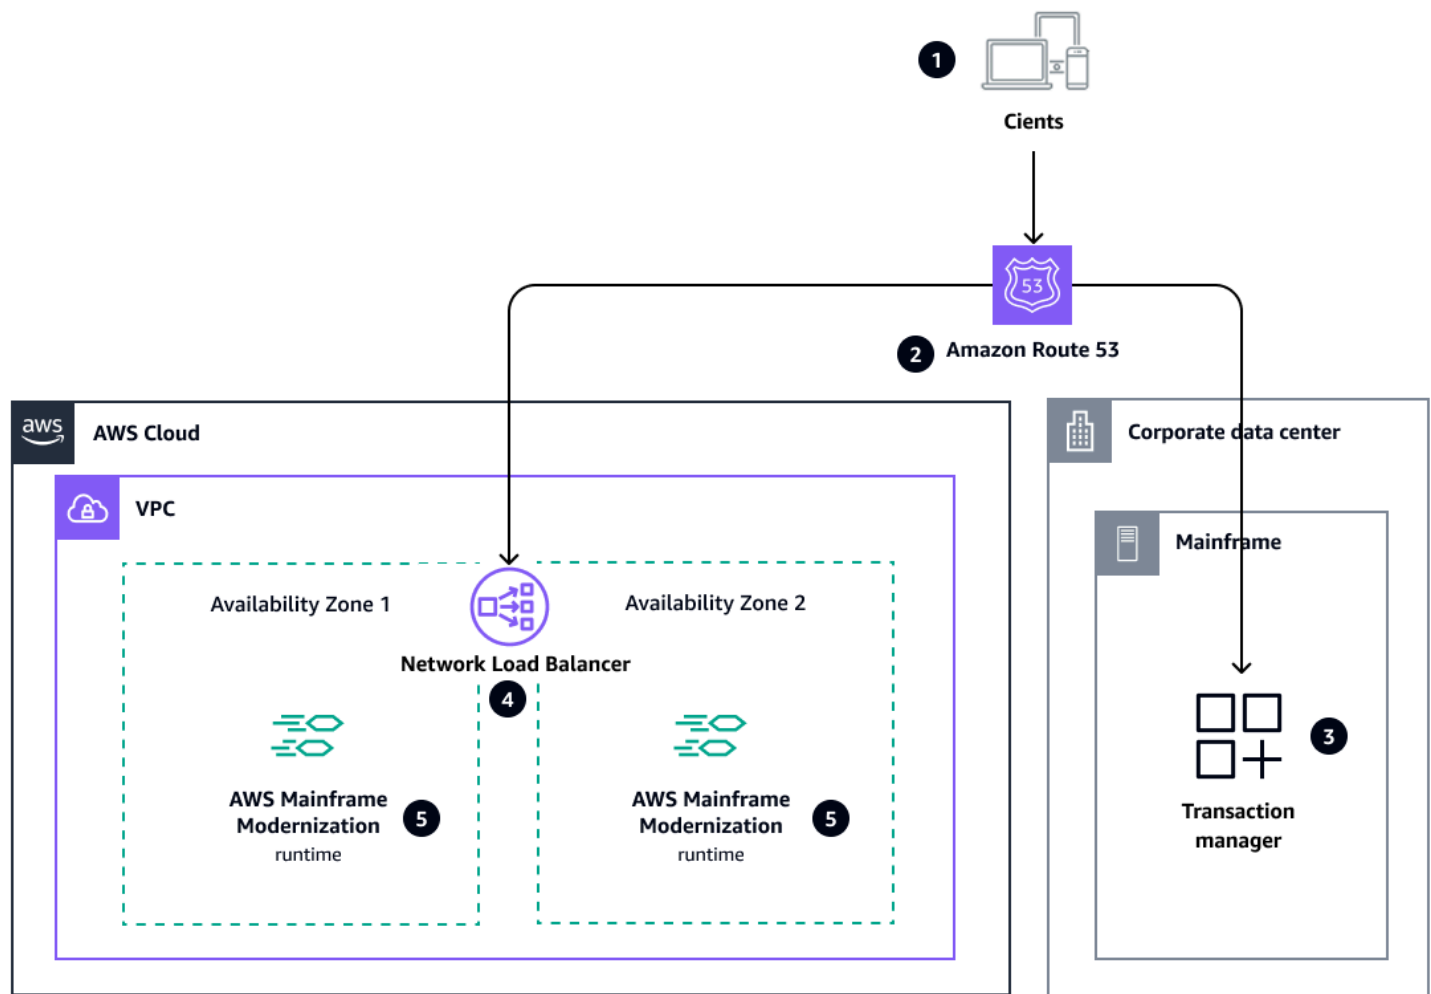 1
Cients
53
2 Amazon Route 53
aws
AWS Cloud
Corporate data center
VPC
Mainframe
Availability Zone 1
Availability Zone 2
Network Load Balancer
4
3
AWS Mainframe
Modernization
runtime
5
AWS Mainframe
Modernization
runtime
5
Transaction
manager